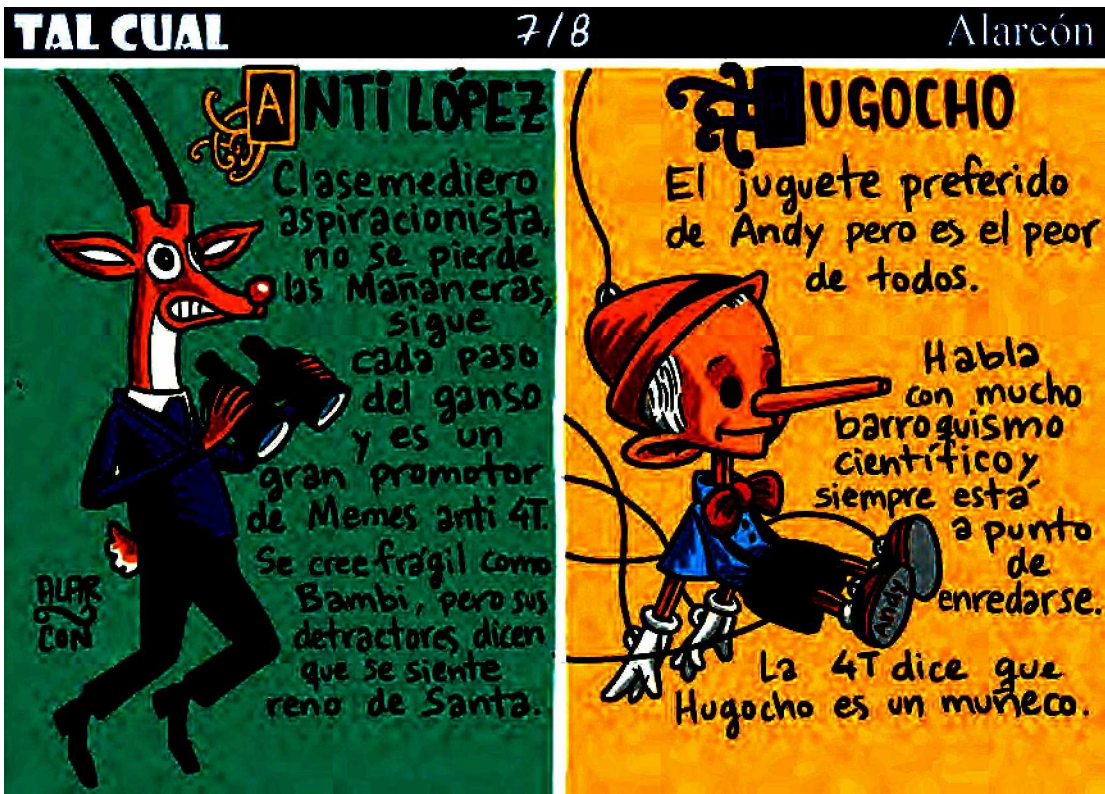 TAL CUAL
7/8
Alarcón
ANTI LÓPEZ
Clasemediero
aspiracionista,
no se pierde
las Mañaneras,
sigue
cada paso
del ganso
y es un
gran promotor
de Memes anti 4T.
Se cree frágil como
Bambi, pero sus
detractores dicen
que se siente
reno de Santa.
ALAR
CON
HUGOCHO
El juguete preferido
de Andy pero es el peor
de todos.
Habla
con mucho
barroquismo
científico y
siempre está
a punto
de
enredarse.
Andy
La 4T dice que
Hugocho es un muñeco.